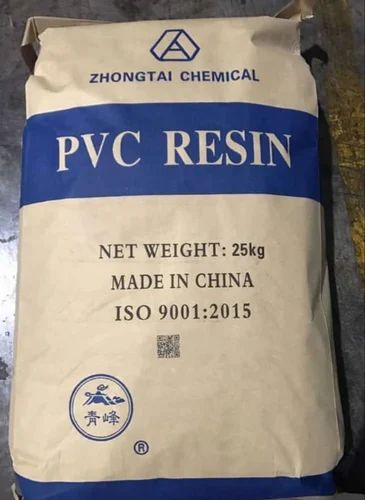 ZHONGTAI CHEMICAL
PVC RESIN
NET WEIGHT: 25kg
MADE IN CHINA
ISO 9001:2015
青峰
®